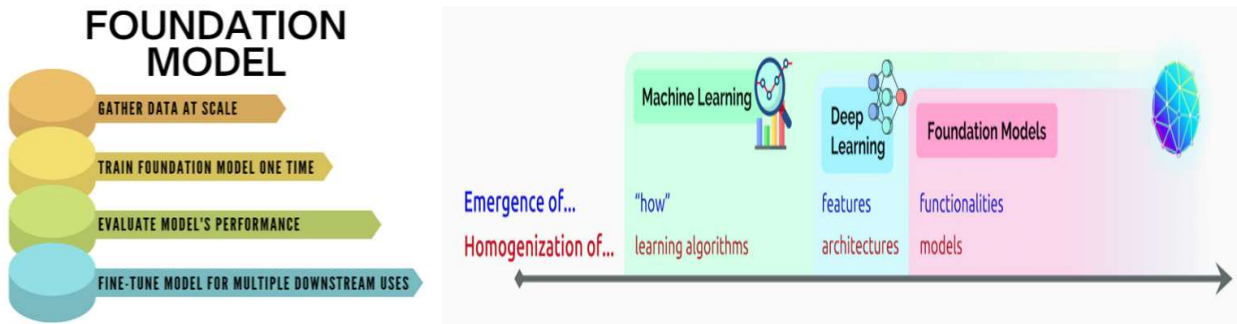 FOUNDATION
MODEL
GATHER DATA AT SCALE
TRAIN FOUNDATION MODEL ONE TIME
EVALUATE MODEL'S PERFORMANCE
FINE-TUNE MODEL FOR MULTIPLE DOWNSTREAM USES
Machine Learning
Deep
Learning
Foundation Models
Emergence of... "how" features functionalities
Homogenization of... learning algorithms architectures models